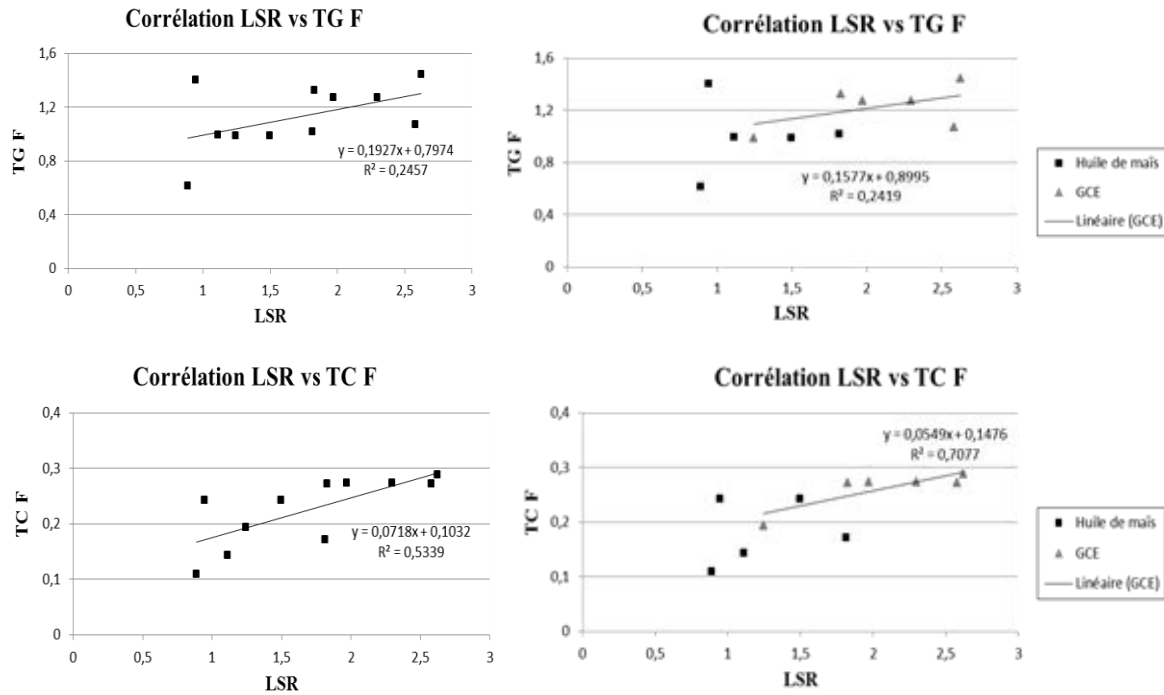 Corrélation LSR vs TG F
1,6
1,2
0,8
0,4
0
TG F
y = 0,1927x + 0,7974
R² = 0,2457
0 0,5 1 1,5 2 2,5 3
LSR
Corrélation LSR vs TG F
1,6
1,2
0,8
0,4
0
TG F
y = 0,1577x + 0,8995
R² = 0,2419
0 0,5 1 1,5 2 2,5 3
LSR
Huile de maïs
GCE
Linéaire (GCE)
Corrélation LSR vs TC F
0,4
0,3
0,2
0,1
0
TC F
y = 0,0718x + 0,1032
R² = 0,5339
0 0,5 1 1,5 2 2,5 3
LSR
Corrélation LSR vs TC F
0,4
0,3
0,2
0,1
0
TC F
y = 0,0549x + 0,1476
R² = 0,7077
0 0,5 1 1,5 2 2,5 3
LSR
Huile de maïs
GCE
Linéaire (GCE)